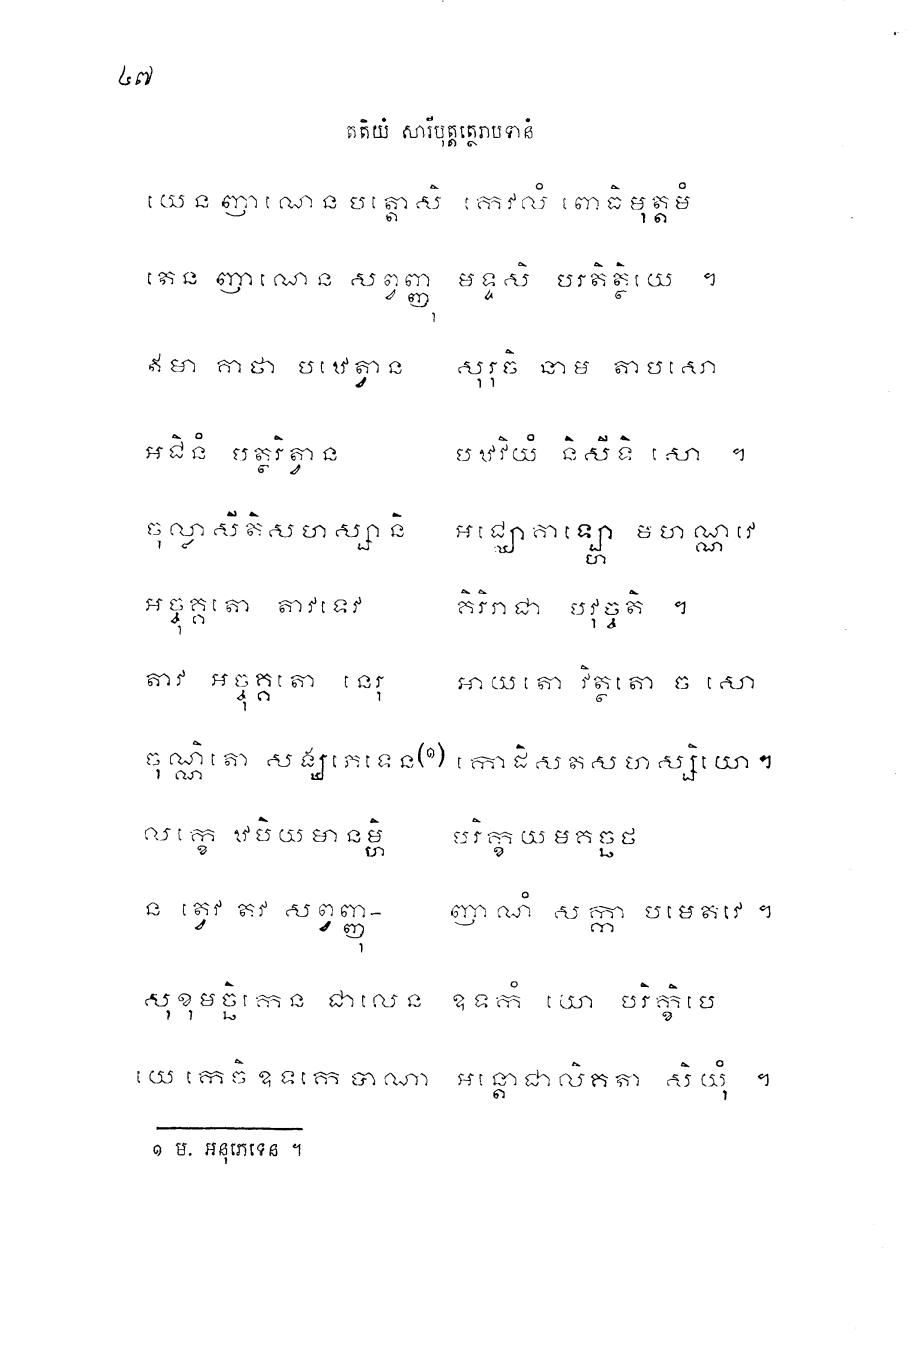 ៤៧
តតិយំ សារីបុត្តត្ថេរាបទានំ
យេន ញាណេន បត្តោសិ កេវលំ ពោធិមុត្តមំ
តេន ញាណេន សព្វញ្ញុ មទ្ទសិ បរតិត្ថិយេ ។
ឥមា គាថា បឋេត្វាន សុរុចិ នាម តាបសោ
អជិនំ បត្ថរិត្វាន បឋវិយំ និសីទិ សោ ។
ចុល្លាសីតិសហស្សានិ អជ្ឈោគាឡ្ហោ មហណ្ណវេ
អច្ចុគ្គតោ តាវទេវ គិរិរាជា បវុច្ចតិ ។
តាវ អច្ចុគ្គតោ នេរុ អាយតោ វិត្ថតោ ច សោ
ចុណ្ណិតោ សង្ឃភេទេន(១) កោដិសតសហស្សិយោ។
លក្ខេ ឋបិយមានម្ហិ បរិក្ខយមគច្ឆថ
ន ត្វេវ តវ សព្វញ្ញុ- ញាណំ សក្កា បមេតវេ ។
សុខុមច្ឆិកេន ជាលេន ឧទកំ យោ បរិក្ខិបេ
យេ កេចិ ឧទកេ បាណា អន្តោជាលិគតា សិយុំ ។
១ ម. អនុភេទេន ។